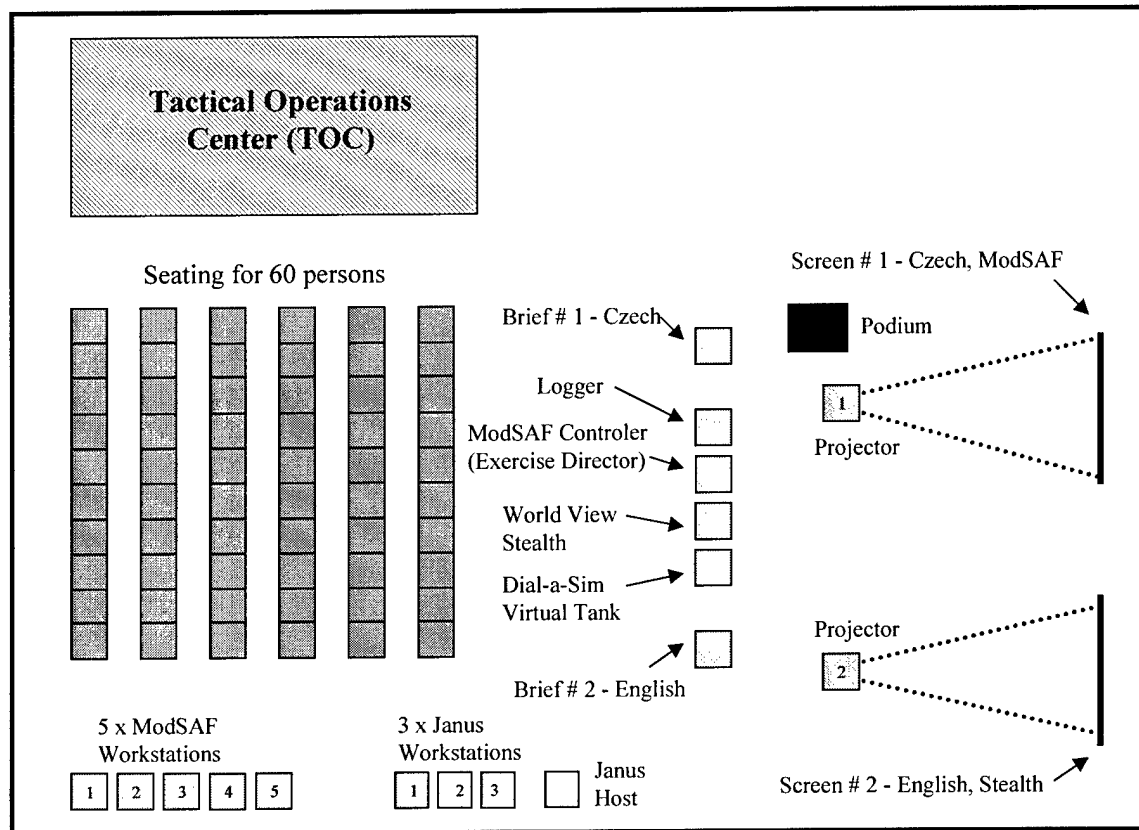 Tactical Operations
Center (TOC)
Seating for 60 persons
Brief # 1 - Czech
Logger
ModSAF Controler
(Exercise Director)
World View
Stealth
Dial-a-Sim
Virtual Tank
Brief # 2 - English
Screen # 1 - Czech, ModSAF
Podium
1
Projector
Projector
2
Screen # 2 - English, Stealth
5 x ModSAF
Workstations
1 2 3 4 5
3 x Janus
Workstations
1 2 3
Janus
Host